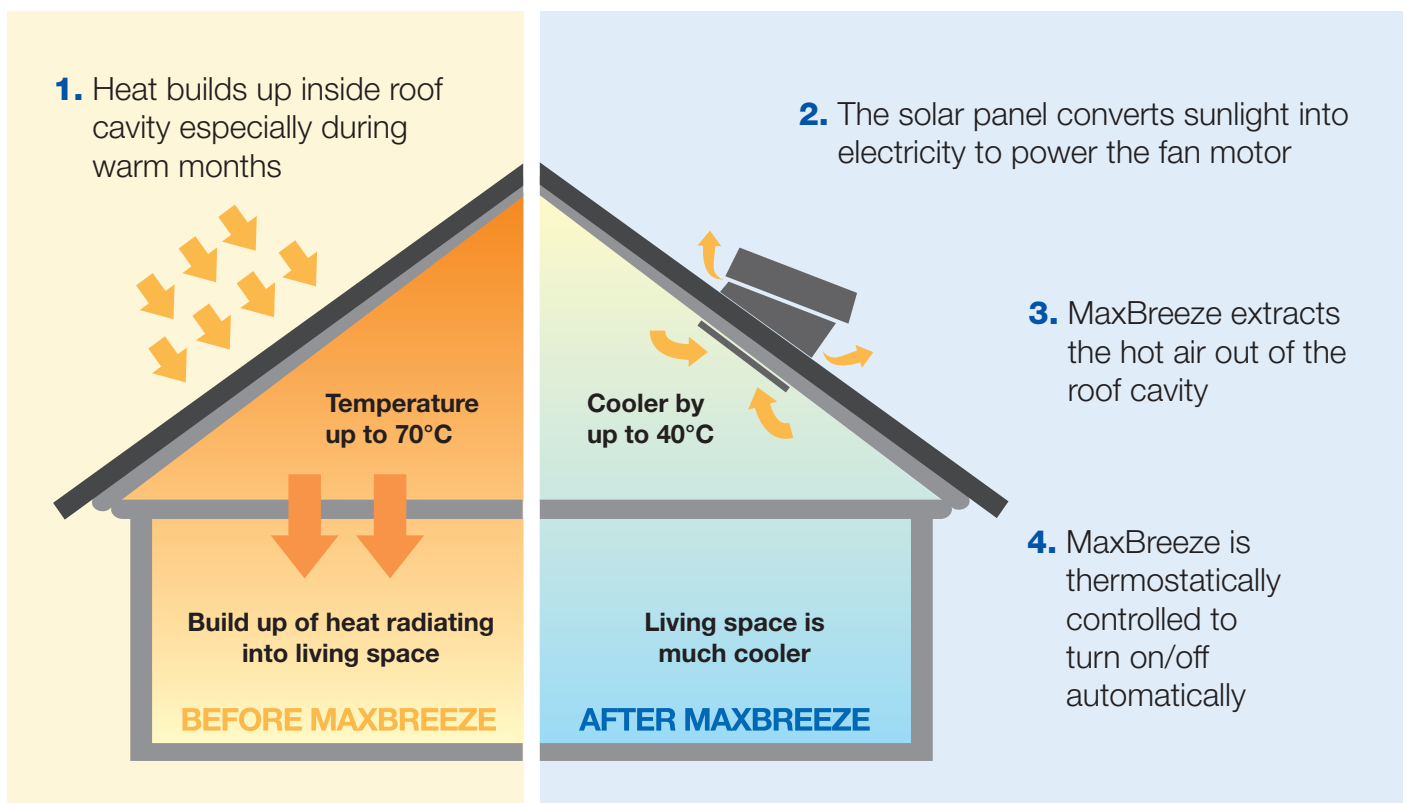 1. Heat builds up inside roof
cavity especially during
warm months
Temperature
up to 70°C
Build up of heat radiating
into living space
BEFORE MAXBREEZE
2. The solar panel converts sunlight into
electricity to power the fan motor
Cooler by
up to 40°C
3. MaxBreeze extracts
the hot air out of the
roof cavity
Living space is
much cooler
AFTER MAXBREEZE
4. MaxBreeze is
thermostatically
controlled to
turn on/off
automatically